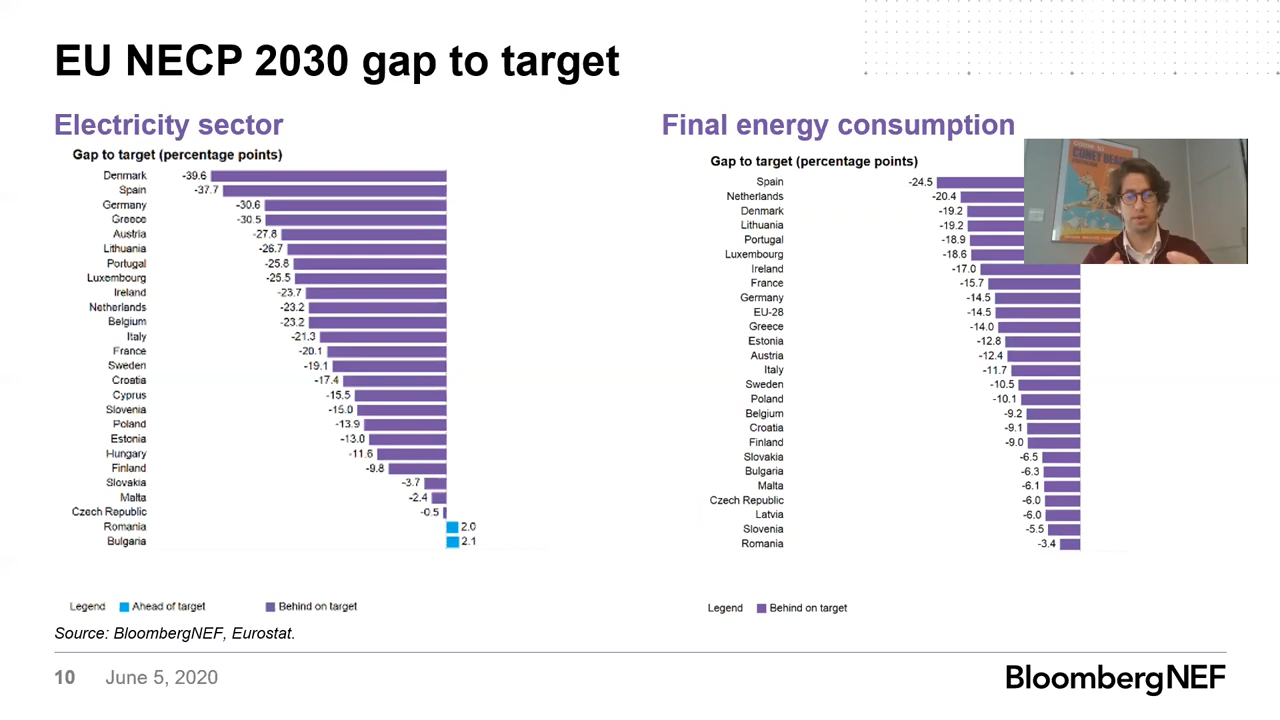 EU NECP 2030 gap to target
Electricity sector
Gap to target (percentage points)
Denmark -39.6
Spain -37.7
Germany -30.6
Greece -30.5
Austria -27.8
Lithuania -26.7
Portugal -25.8
Luxembourg -25.5
Ireland -23.7
Netherlands -23.2
Belgium -23.2
Italy -21.3
France -20.1
Sweden -19.1
Croatia -17.4
Cyprus -15.5
Slovenia -15.0
Poland -13.9
Estonia -13.0
Hungary -11.6
Finland -9.8
Slovakia -3.7
Malta -2.4
Czech Republic -0.5
Romania 2.0
Bulgaria 2.1
Legend Ahead of target Behind on target
Final energy consumption
Gap to target (percentage points)
Spain -24.5
Netherlands -20.4
Denmark -19.2
Lithuania -19.2
Portugal -18.9
Luxembourg -18.6
Ireland -17.0
France -15.7
Germany -14.5
EU-28 -14.5
Greece -14.0
Estonia -12.8
Austria -12.4
Italy -11.7
Sweden -10.5
Poland -10.1
Belgium -9.2
Croatia -9.1
Finland -9.0
Slovakia -6.5
Bulgaria -6.3
Malta -6.1
Czech Republic -6.0
Latvia -6.0
Slovenia -5.5
Romania -3.4
Legend Behind on target
CONEY BEACH
Source: BloombergNEF, Eurostat.
10 June 5, 2020
BloombergNEF